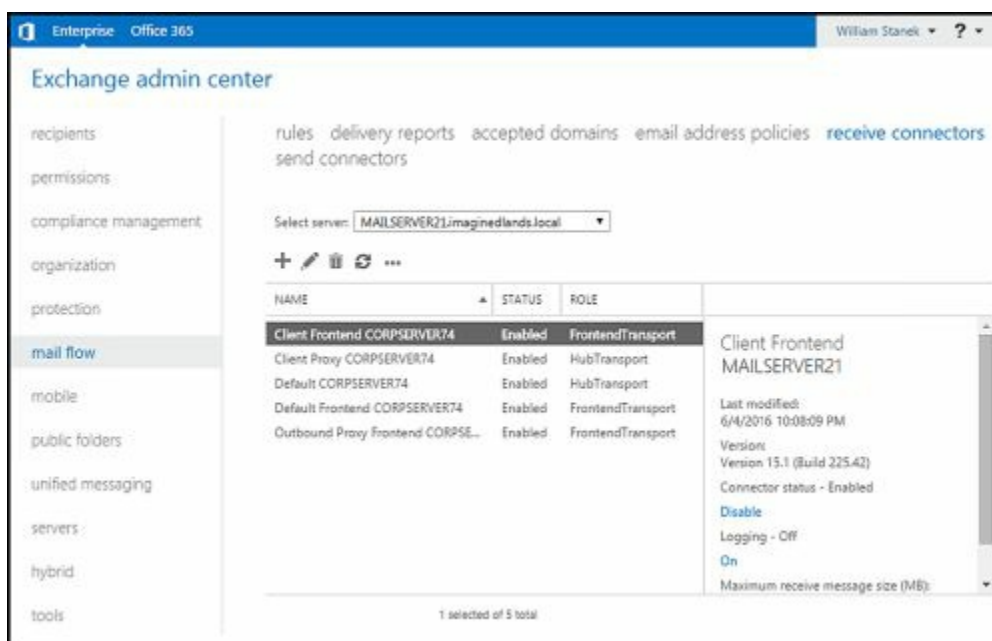 Enterprise Office 365 William Stanek ?
Exchange admin center
recipients
permissions
compliance management
organization
protection
mail flow
mobile
public folders
unified messaging
servers
hybrid
tools
rules delivery reports accepted domains email address policies receive connectors
send connectors
Select server: MAILSERVER21.imaginedlands.local
NAME STATUS ROLE
Client Frontend CORPSERVER74 Enabled FrontendTransport
Client Proxy CORPSERVER74 Enabled HubTransport
Default CORPSERVER74 Enabled HubTransport
Default Frontend CORPSERVER74 Enabled FrontendTransport
Outbound Proxy Frontend CORPSE... Enabled FrontendTransport
1 selected of 5 total
Client Frontend
MAILSERVER21
Last modified:
6/4/2016 10:08:09 PM
Version:
Version 15.1 (Build 225.42)
Connector status - Enabled
Disable
Logging - Off
On
Maximum receive message size (MB):